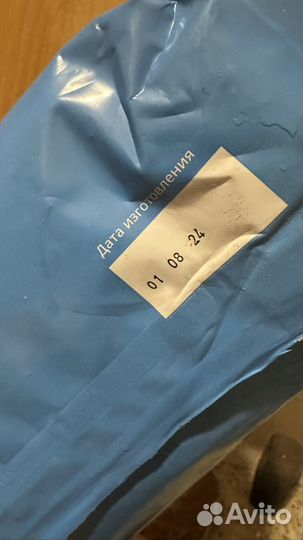 Дата изготовления
01 08 24
Avito